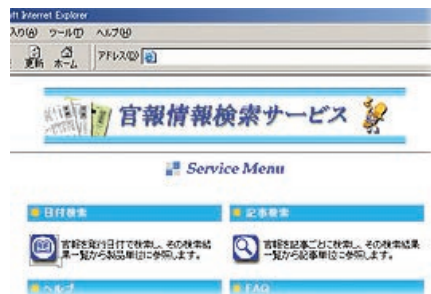 ft Internet Explorer
入り(A) ツール(T) ヘルプ(H)
更新 ホーム アドレス(D)
官報情報検索サービス
Service Menu
日付検索 記事検索
官報を発行日付で検索し、その検索結果一覧から製品単位に参照します。
官報を記事ごとに検索し、その検索結果一覧から記事単位に参照します。
ヘルプ FAQ